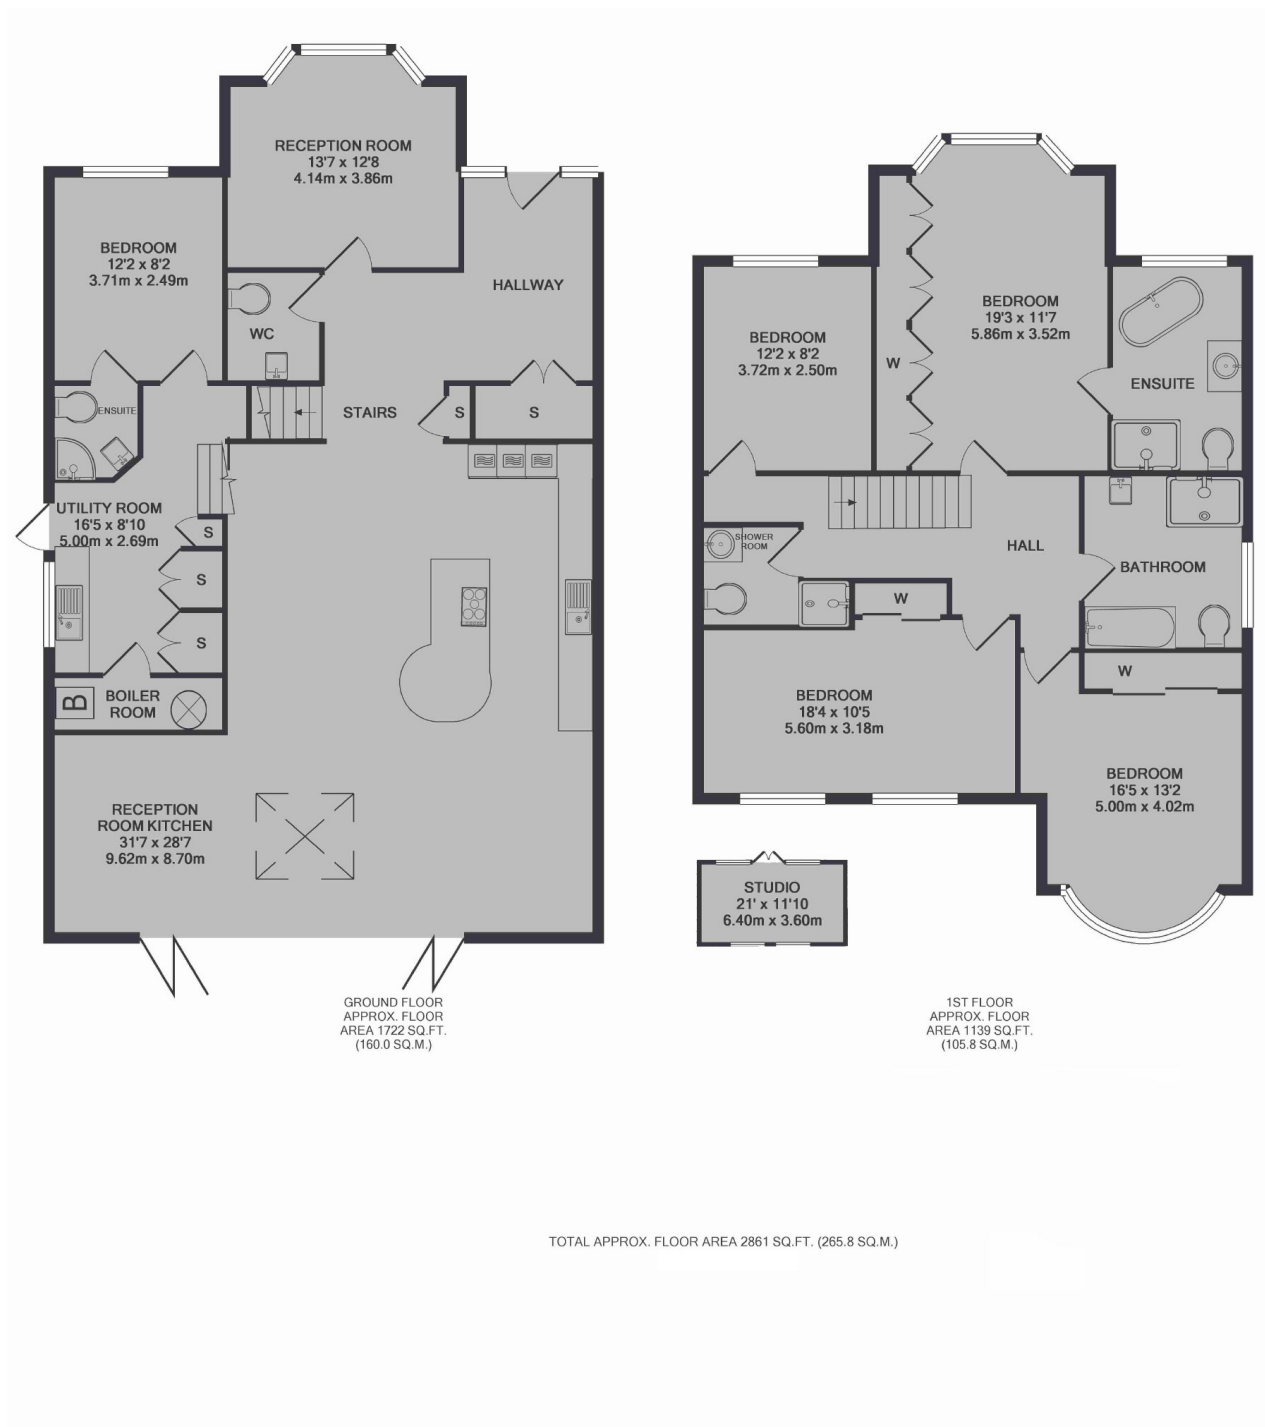 RECEPTION ROOM
13'7 x 12'8
4.14m x 3.86m
BEDROOM
12'2 x 8'2
3.71m x 2.49m
HALLWAY
WC
ENSUITE
STAIRS
S
S
UTILITY ROOM
16'5 x 8'10
5.00m x 2.69m
S
S
S
BOILER
ROOM
B
RECEPTION
ROOM KITCHEN
31'7 x 28'7
9.62m x 8.70m
GROUND FLOOR
APPROX. FLOOR
AREA 1722 SQ.FT.
(160.0 SQ.M.)
BEDROOM
19'3 x 11'7
5.86m x 3.52m
BEDROOM
12'2 x 8'2
3.72m x 2.50m
W
ENSUITE
SHOWER
ROOM
HALL
BATHROOM
W
W
BEDROOM
18'4 x 10'5
5.60m x 3.18m
BEDROOM
16'5 x 13'2
5.00m x 4.02m
STUDIO
21' x 11'10
6.40m x 3.60m
1ST FLOOR
APPROX. FLOOR
AREA 1139 SQ.FT.
(105.8 SQ.M.)
TOTAL APPROX. FLOOR AREA 2861 SQ.FT. (265.8 SQ.M.)